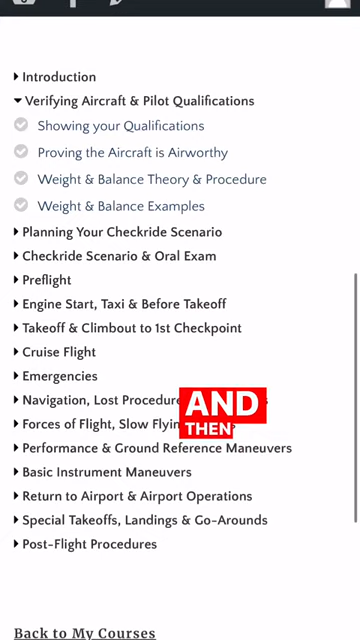 Introduction
Verifying Aircraft & Pilot Qualifications
Showing your Qualifications
Proving the Aircraft is Airworthy
Weight & Balance Theory & Procedure
Weight & Balance Examples
Planning Your Checkride Scenario
Checkride Scenario & Oral Exam
Preflight
Engine Start, Taxi & Before Takeoff
Takeoff & Climbout to 1st Checkpoint
Cruise Flight
Emergencies
Navigation, Lost
AND
THEN
Forces of Flight, Slow
Performance & Ground Reference Maneuvers
Basic Instrument Maneuvers
Return to Airport & Airport Operations
Special Takeoffs, Landings & Go-Arounds
Post-Flight Procedures
Back to My Courses